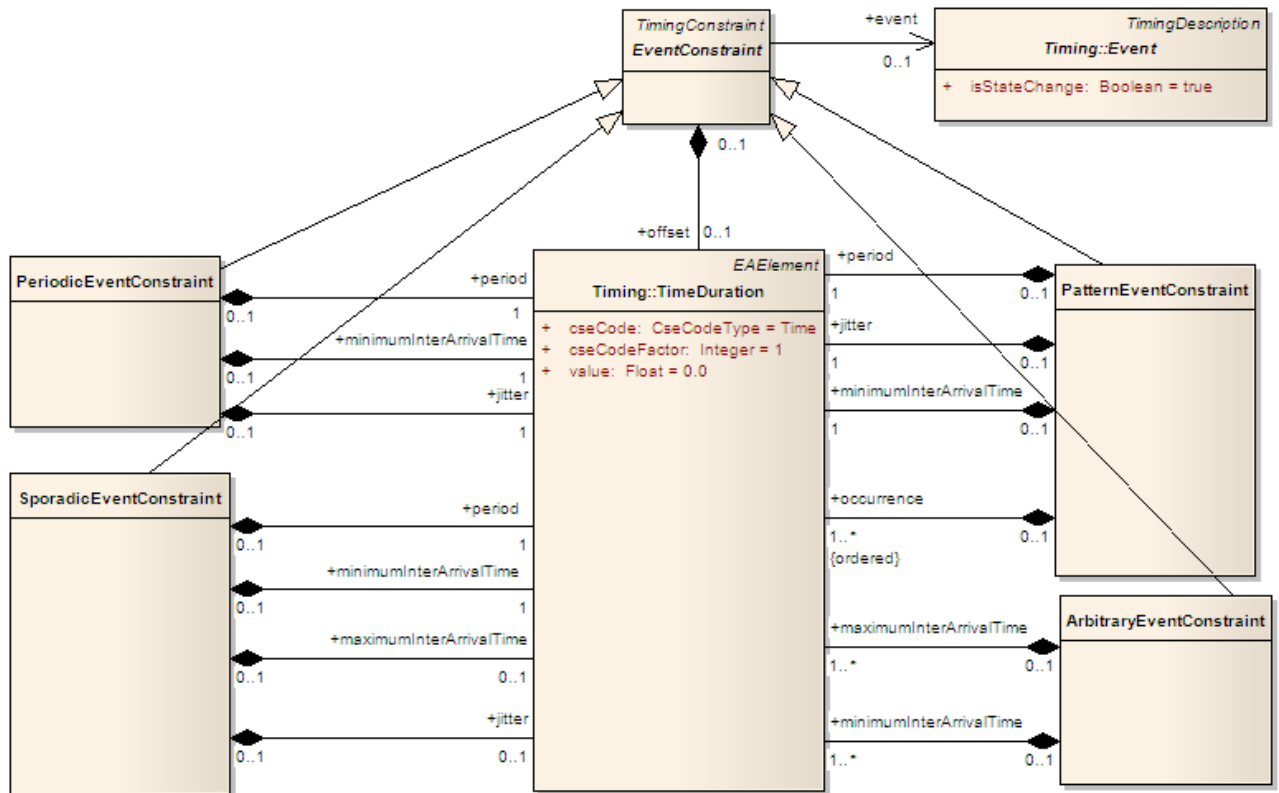 TimingConstraint
EventConstraint
+event
0..1
TimingDescription
Timing::Event
+ isStateChange: Boolean = true
0..1
+offset 0..1
PeriodicEventConstraint
+period
0..1
1
+minimumInterArrivalTime
0..1
1
+jitter
0..1
1
SporadicEventConstraint
+period
0..1
1
+minimumInterArrivalTime
0..1
1
+maximumInterArrivalTime
0..1
0..1
+jitter
0..1
0..1
EAElement
Timing::TimeDuration
+ cseCode: CseCodeType = Time
+ cseCodeFactor: Integer = 1
+ value: Float = 0.0
+period
1
0..1
+jitter
1
0..1
+minimumInterArrivalTime
1
0..1
+occurrence
1..*
0..1
{ordered}
PatternEventConstraint
+maximumInterArrivalTime
1..*
0..1
+minimumInterArrivalTime
1..*
0..1
ArbitraryEventConstraint